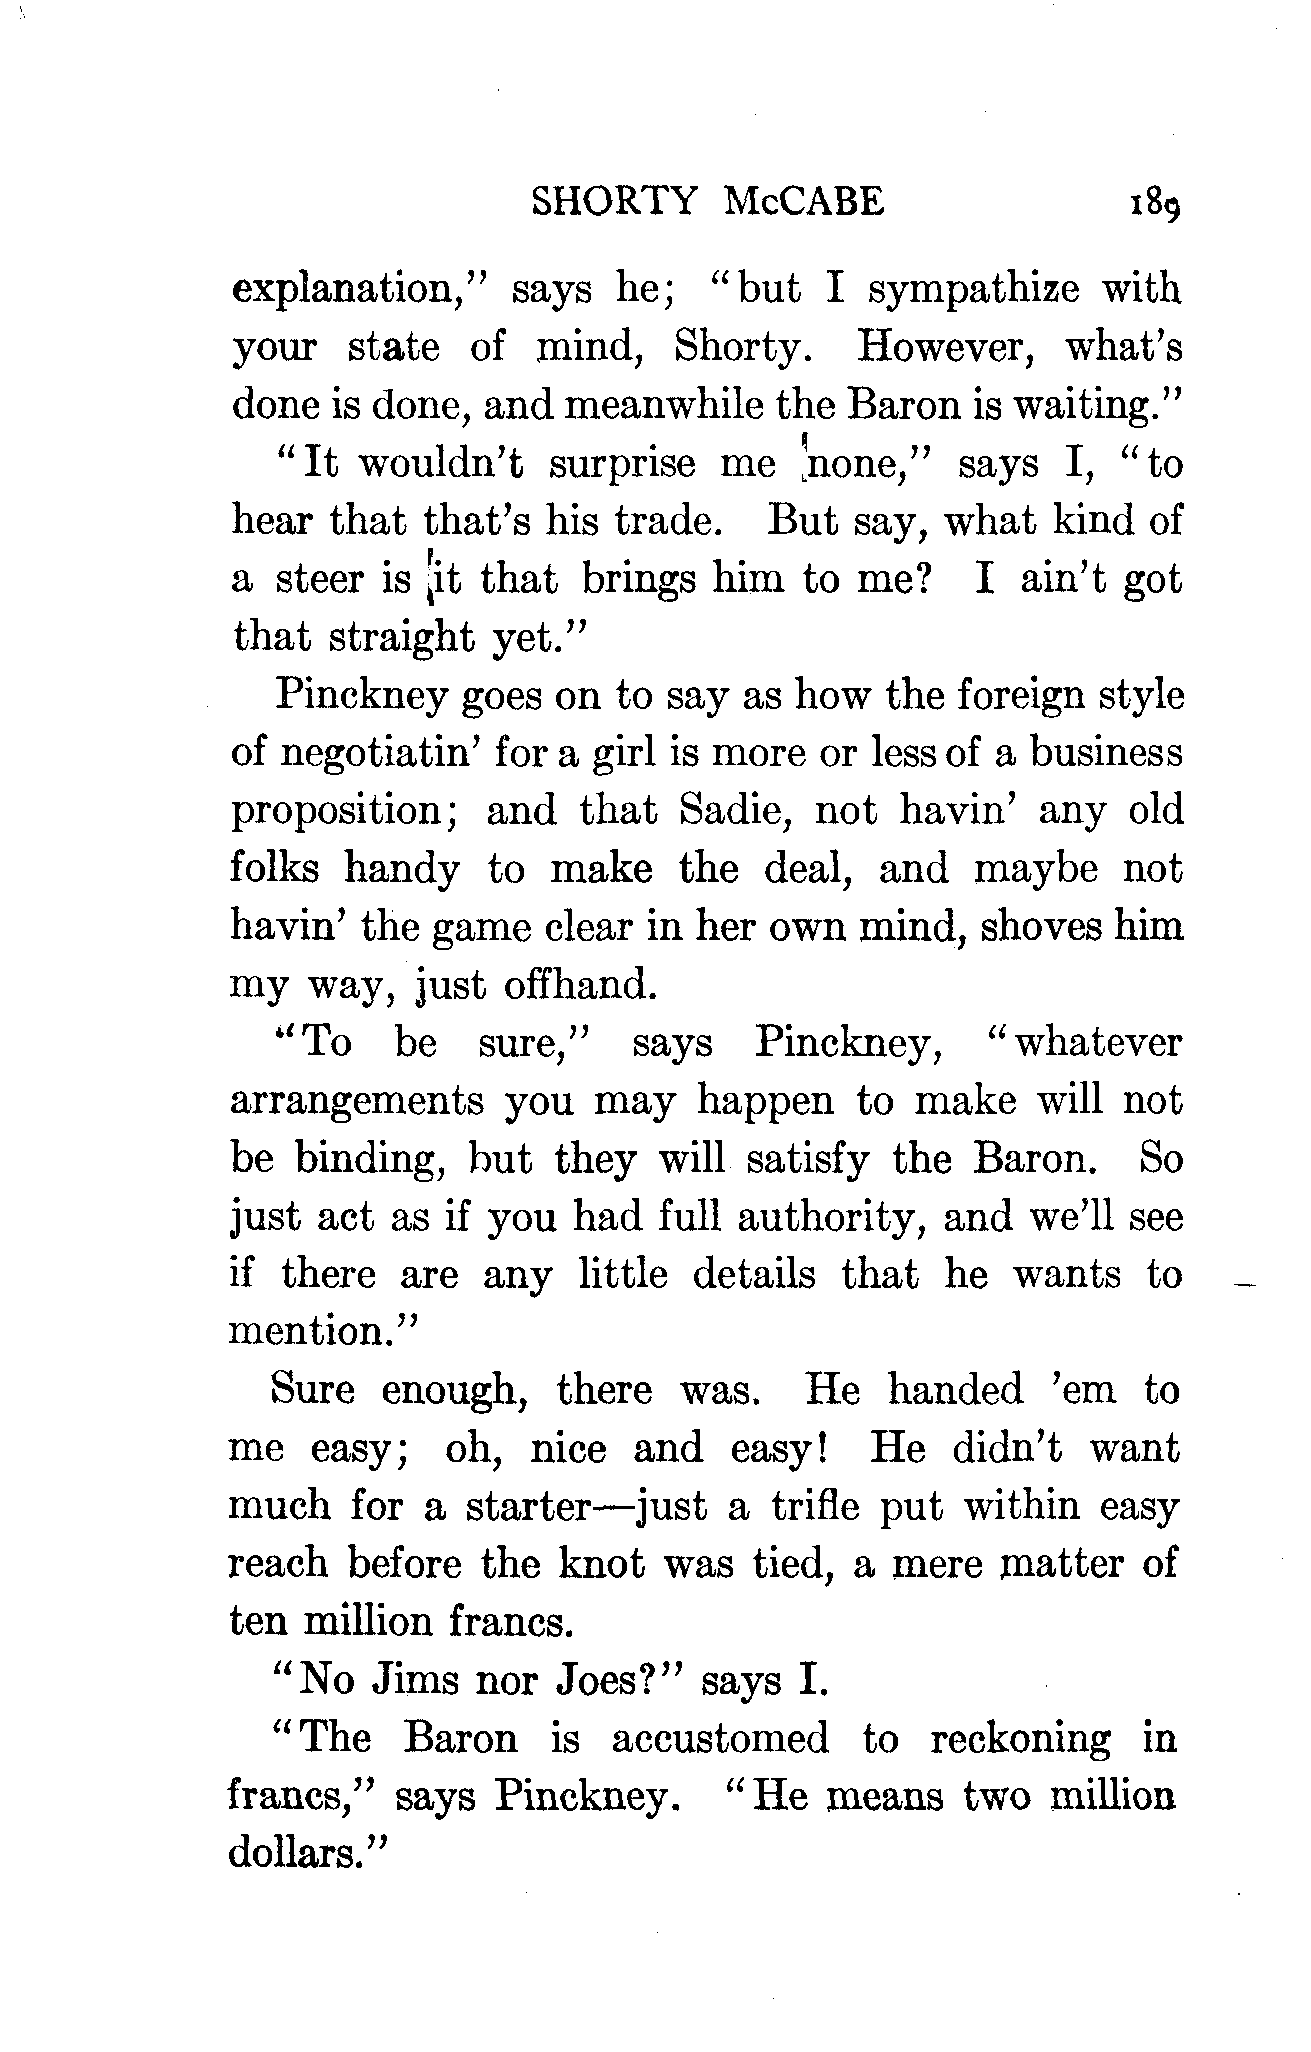 SHORTY McCABE 189
explanation,” says he; “but I sympathize with
your state of mind, Shorty. However, what's
done is done, and meanwhile the Baron is waiting.”
“It wouldn't surprise me none,” says I, “to
hear that that's his trade. But say, what kind of
a steer is it that brings him to me? I ain't got
that straight yet.”
Pinckney goes on to say as how the foreign style
of negotiatin' for a girl is more or less of a business
proposition; and that Sadie, not havin' any old
folks handy to make the deal, and maybe not
havin' the game clear in her own mind, shoves him
my way, just offhand.
“To be sure,” says Pinckney, “whatever
arrangements you may happen to make will not
be binding, but they will satisfy the Baron. So
just act as if you had full authority, and we'll see
if there are any little details that he wants to
mention.”
Sure enough, there was. He handed 'em to
me easy; oh, nice and easy! He didn't want
much for a starter—just a trifle put within easy
reach before the knot was tied, a mere matter of
ten million francs.
“No Jims nor Joes?” says I.
“The Baron is accustomed to reckoning in
francs,” says Pinckney. “He means two million
dollars.”